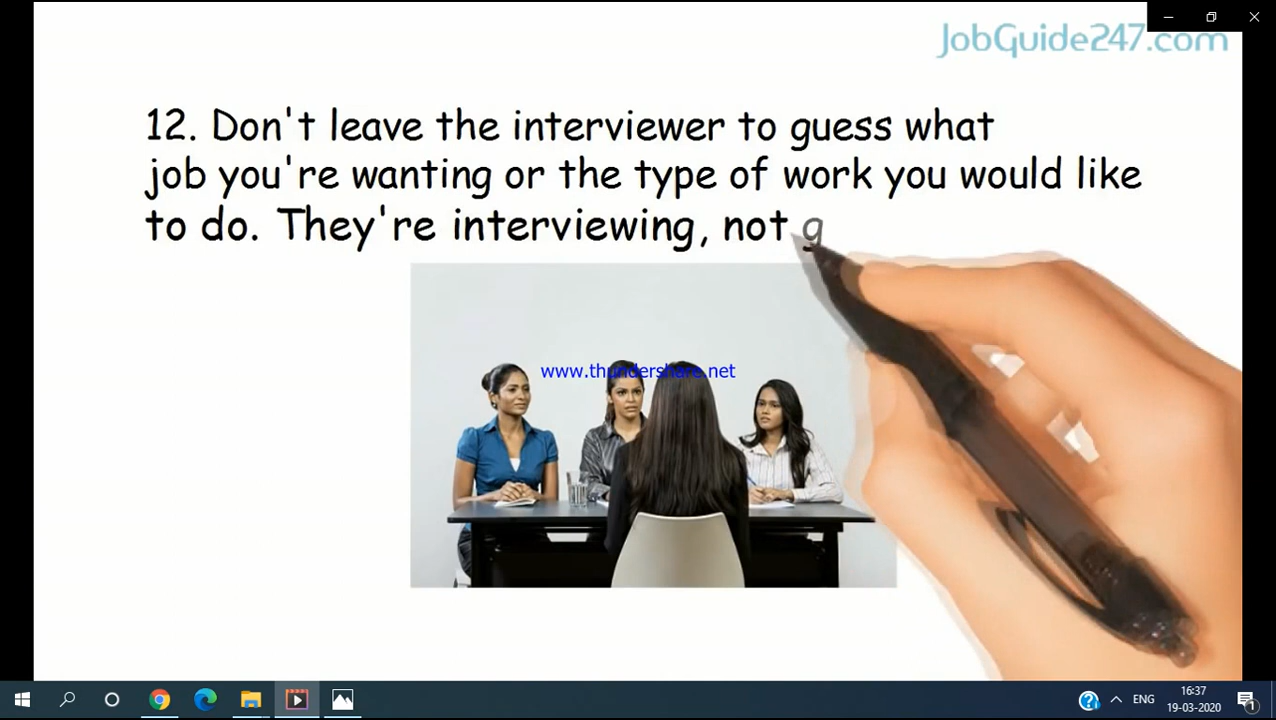 JobGuide247.com
12. Don't leave the interviewer to guess what
job you're wanting or the type of work you would like
to do. They're interviewing, not g
www.thundershare.net
ENG
16:37
19-03-2020
1